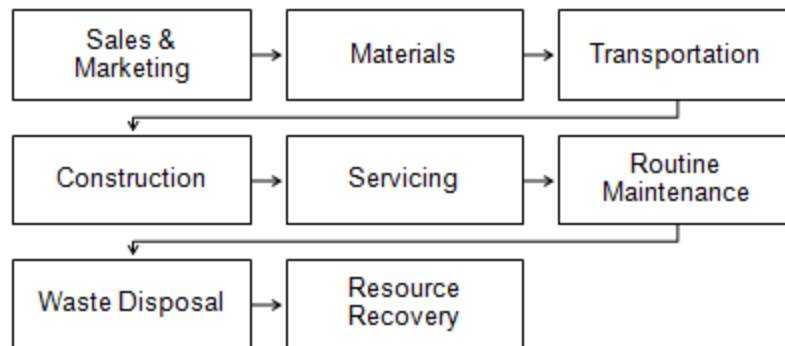 Sales &
Marketing
Materials
Transportation
Construction
Servicing
Routine
Maintenance
Waste Disposal
Resource
Recovery